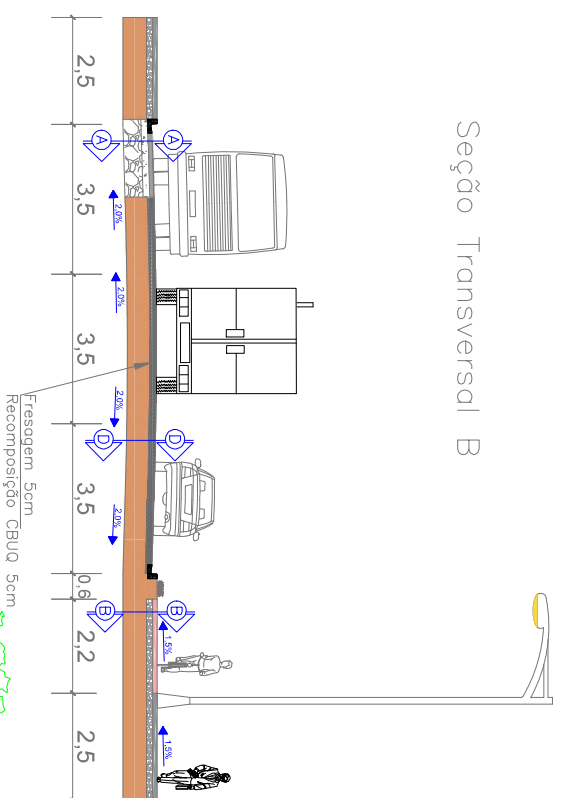 Seção Transversal B
A
A
D
D
B
B
2,0%
2,0%
2,0%
2,0%
1.5%
1.5%
2,5
3,5
3,5
3,5
0,6
2,2
2,5
Fresagem 5cm
Recomposição CBUQ 5cm